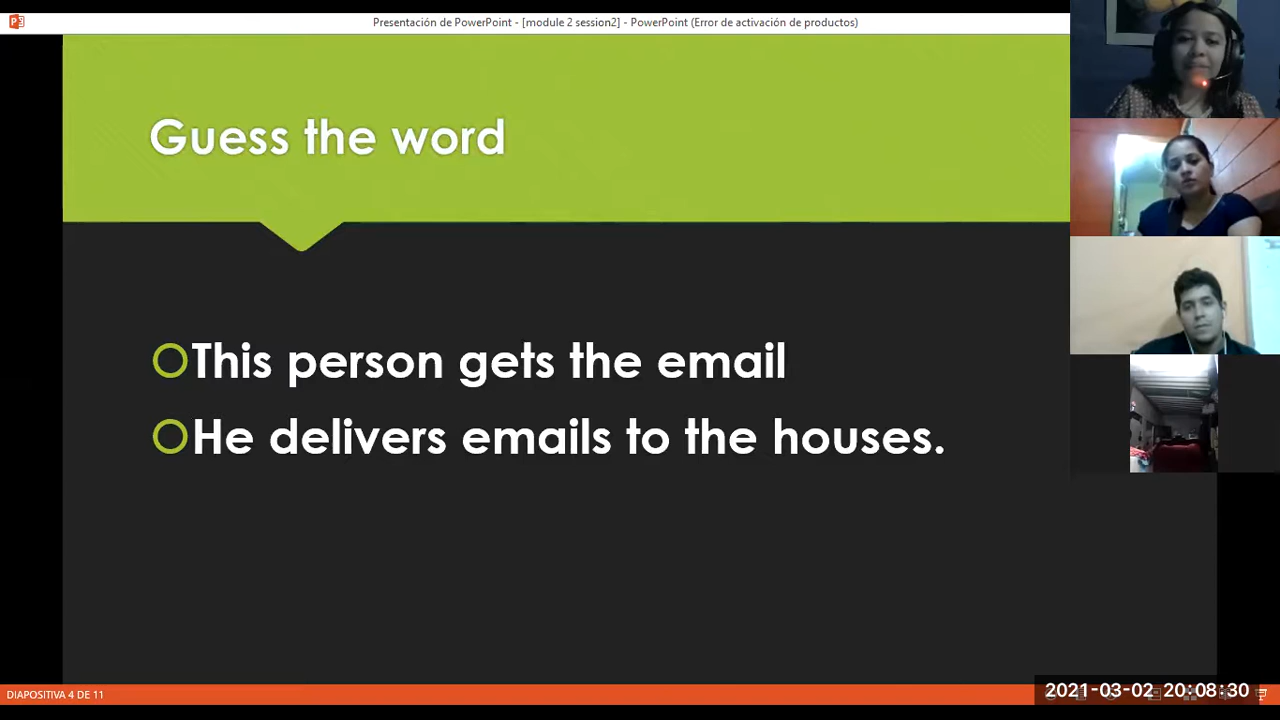 Presentación de PowerPoint - [module 2 session2] - PowerPoint (Error de activación de productos)
Guess the word
This person gets the email
He delivers emails to the houses.
DIAPOSITIVA 4 DE 11
2021-03-02 20:08:30